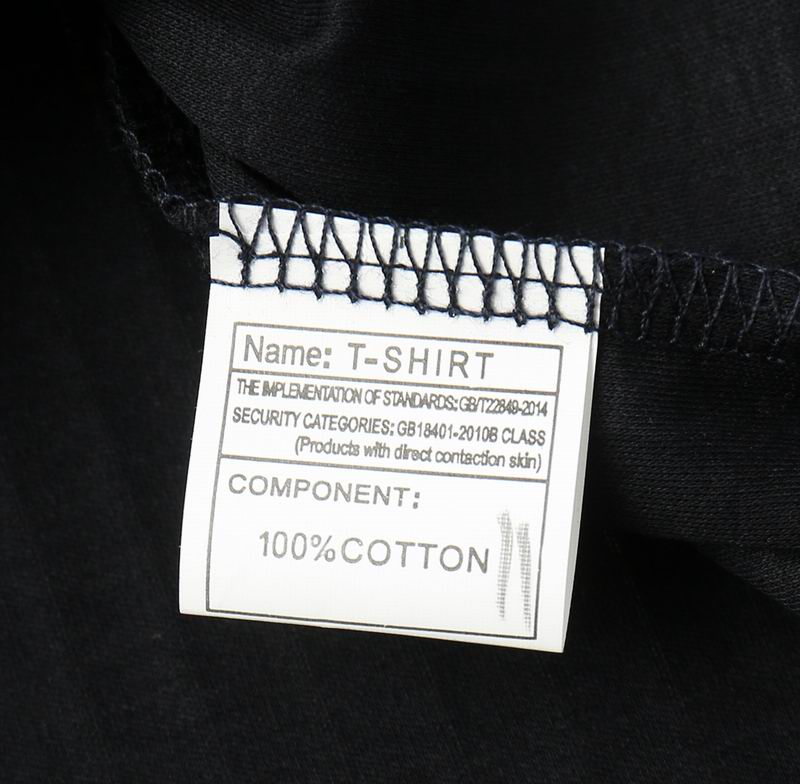 Name: T-SHIRT
THE IMPLEMENTATION OF STANDARDS: GB/T22849-2014
SECURITY CATEGORIES: GB18401-2010B CLASS
(Products with direct contaction skin)
COMPONENT:
100%COTTON